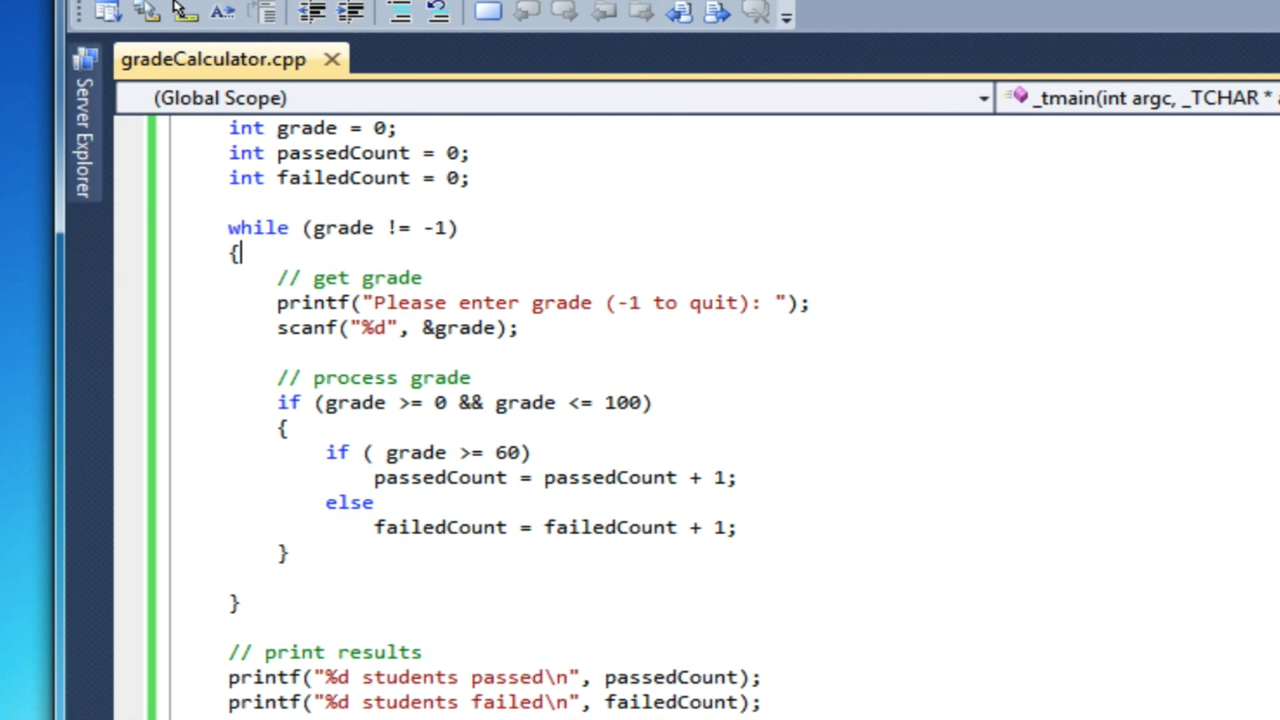 gradeCalculator.cpp
Server Explorer
(Global Scope)
_tmain(int argc, _TCHAR *
int grade = 0;
int passedCount = 0;
int failedCount = 0;
while (grade != -1)
{
// get grade
printf("Please enter grade (-1 to quit): ");
scanf("%d", &grade);
// process grade
if (grade >= 0 && grade <= 100)
{
if ( grade >= 60)
passedCount = passedCount + 1;
else
failedCount = failedCount + 1;
}
}
// print results
printf("%d students passed\n", passedCount);
printf("%d students failed\n", failedCount);